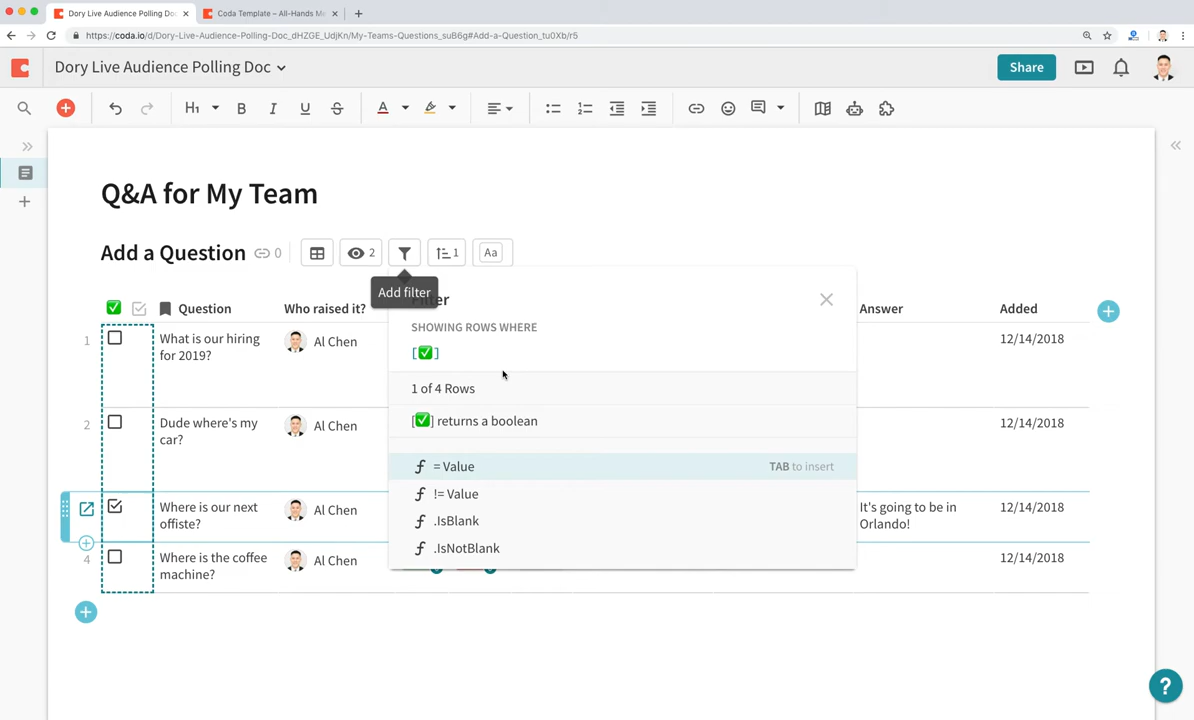 Dory Live Audience Polling Doc
Coda Template – All-Hands Me
https://coda.io/d/Dory-Live-Audience-Polling-Doc_dHZGE_UdjKn/My-Teams-Questions_suB6g#Add-a-Question_tu0Xb/r5
Dory Live Audience Polling Doc
Share
H1
B
I
U
S
A
Q&A for My Team
Add a Question
0
2
1
Aa
Add filter
Filter
SHOWING ROWS WHERE
[✅]
1 of 4 Rows
[✅] returns a boolean
= Value
TAB to insert
!= Value
.IsBlank
.IsNotBlank
✅
Question
Who raised it?
Answer
Added
1
What is our hiring
for 2019?
Al Chen
12/14/2018
2
Dude where's my
car?
Al Chen
12/14/2018
Where is our next
offiste?
Al Chen
It's going to be in
Orlando!
12/14/2018
4
Where is the coffee
machine?
Al Chen
12/14/2018
?